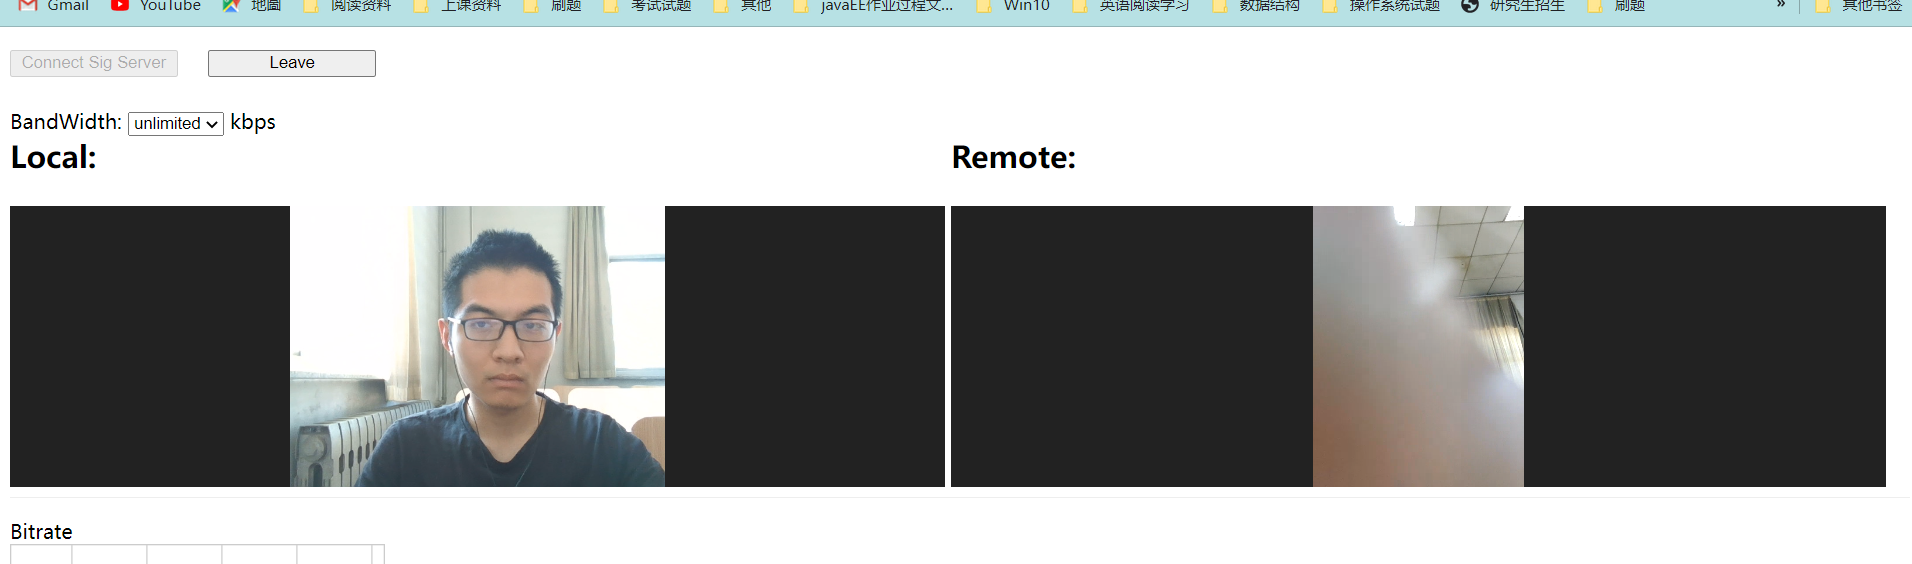 Gmail YouTube 地图 阅读资料 上课资料 刷题 考试试题 其他 javaEE作业过程文... Win10 英语阅读学习 数据结构 操作系统试题 研究生招生 刷题 » 其他书签
Connect Sig Server Leave
BandWidth: unlimited kbps
Local: Remote:
Bitrate